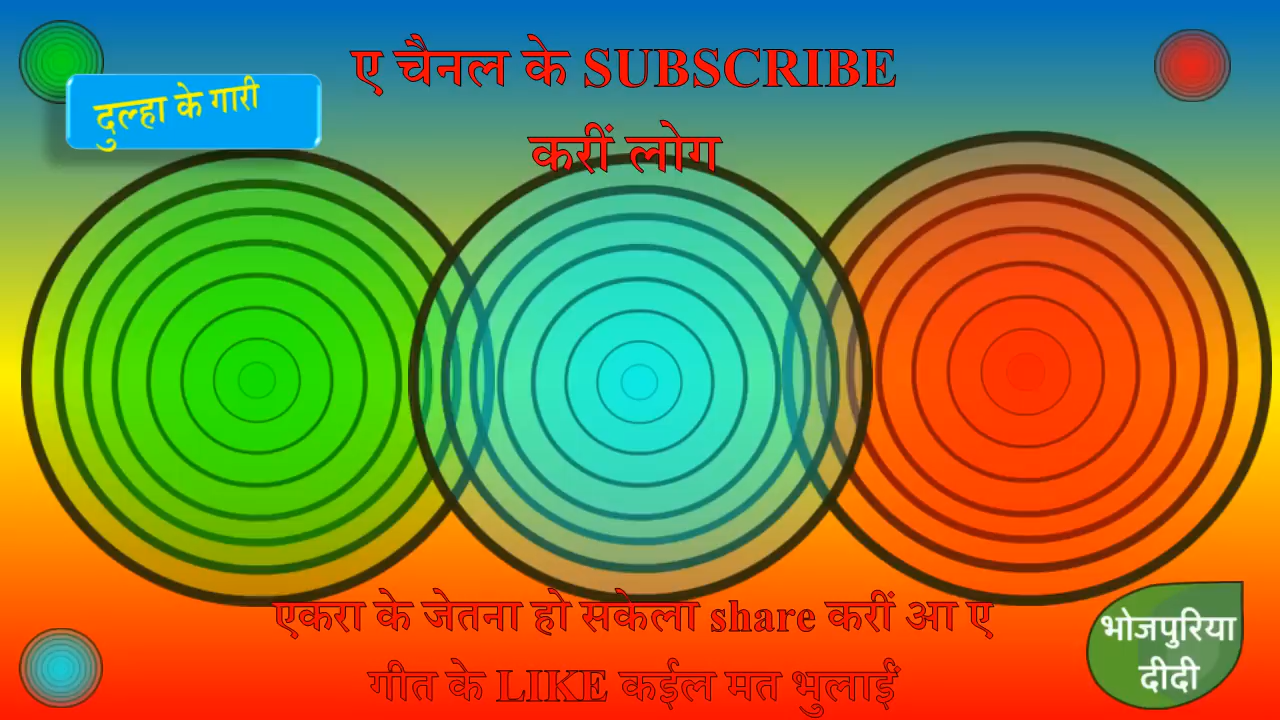 ए चैनल के SUBSCRIBE
करीं लोग
दुल्हा के गारी
एकरा के जेतना हो सकेला share करीं आ ए
गीत के LIKE कईल मत भुलाईं
भोजपुरिया
दीदी